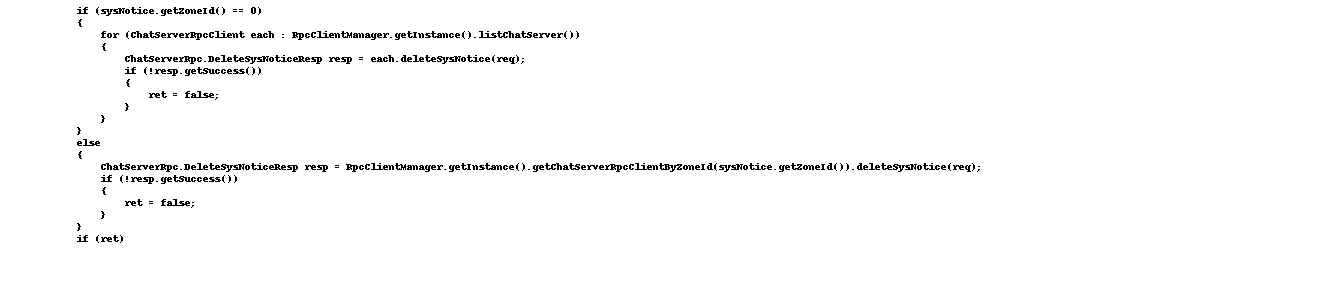 if (sysNotice.getZoneId() == 0)
{
for (ChatServerRpcClient each : RpcClientManager.getInstance().listChatServer())
{
ChatServerRpc.DeleteSysNoticeResp resp = each.deleteSysNotice(req);
if (!resp.getSuccess())
{
ret = false;
}
}
}
else
{
ChatServerRpc.DeleteSysNoticeResp resp = RpcClientManager.getInstance().getChatServerRpcClientByZoneId(sysNotice.getZoneId()).deleteSysNotice(req);
if (!resp.getSuccess())
{
ret = false;
}
}
if (ret)